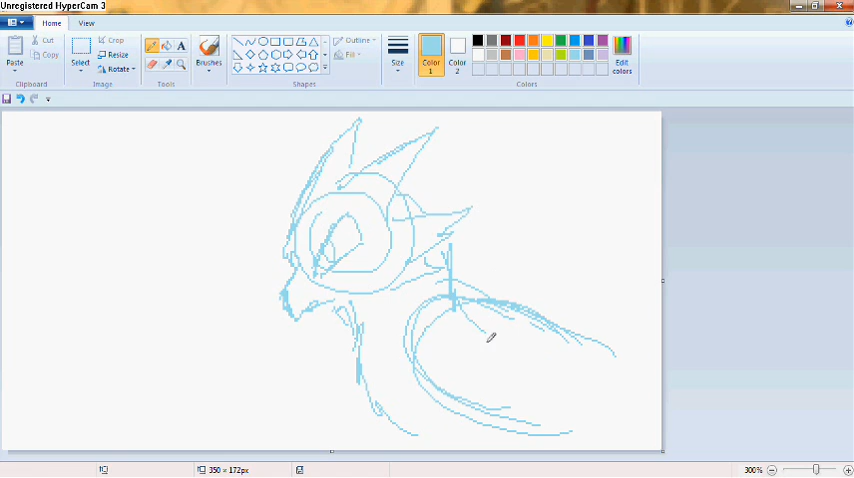 Unregistered HyperCam 3
Home View
Paste
Cut
Copy
Clipboard
Select
Crop
Resize
Rotate
Image
A
Tools
Brushes
Shapes
Outline
Fill
Size
Color 1
Color 2
Edit colors
Colors
350 × 172px
300%